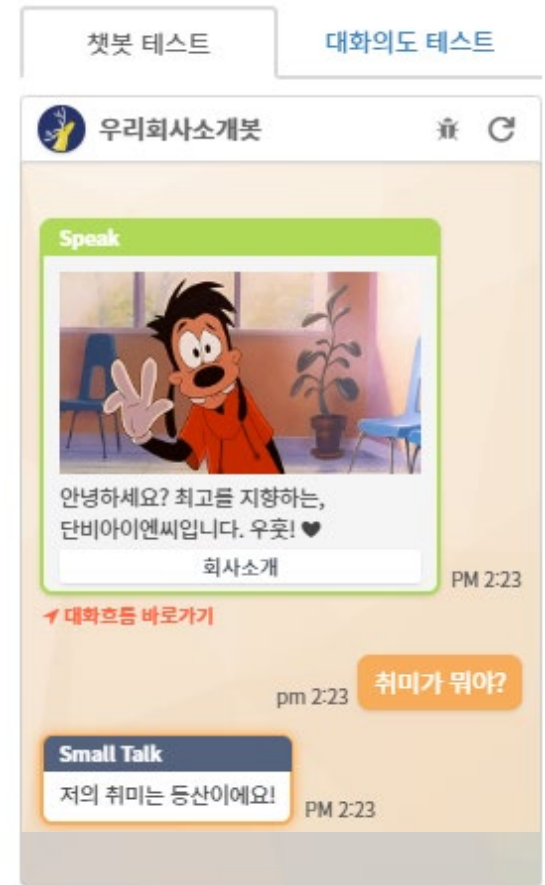 챗봇 테스트
대화의도 테스트
우리회사소개봇
Speak
안녕하세요? 최고를 지향하는,
단비아이엔씨입니다. 우훗! ♥
회사소개
PM 2:23
대화흐름 바로가기
취미가 뭐야?
pm 2:23
Small Talk
저의 취미는 등산이에요!
PM 2:23